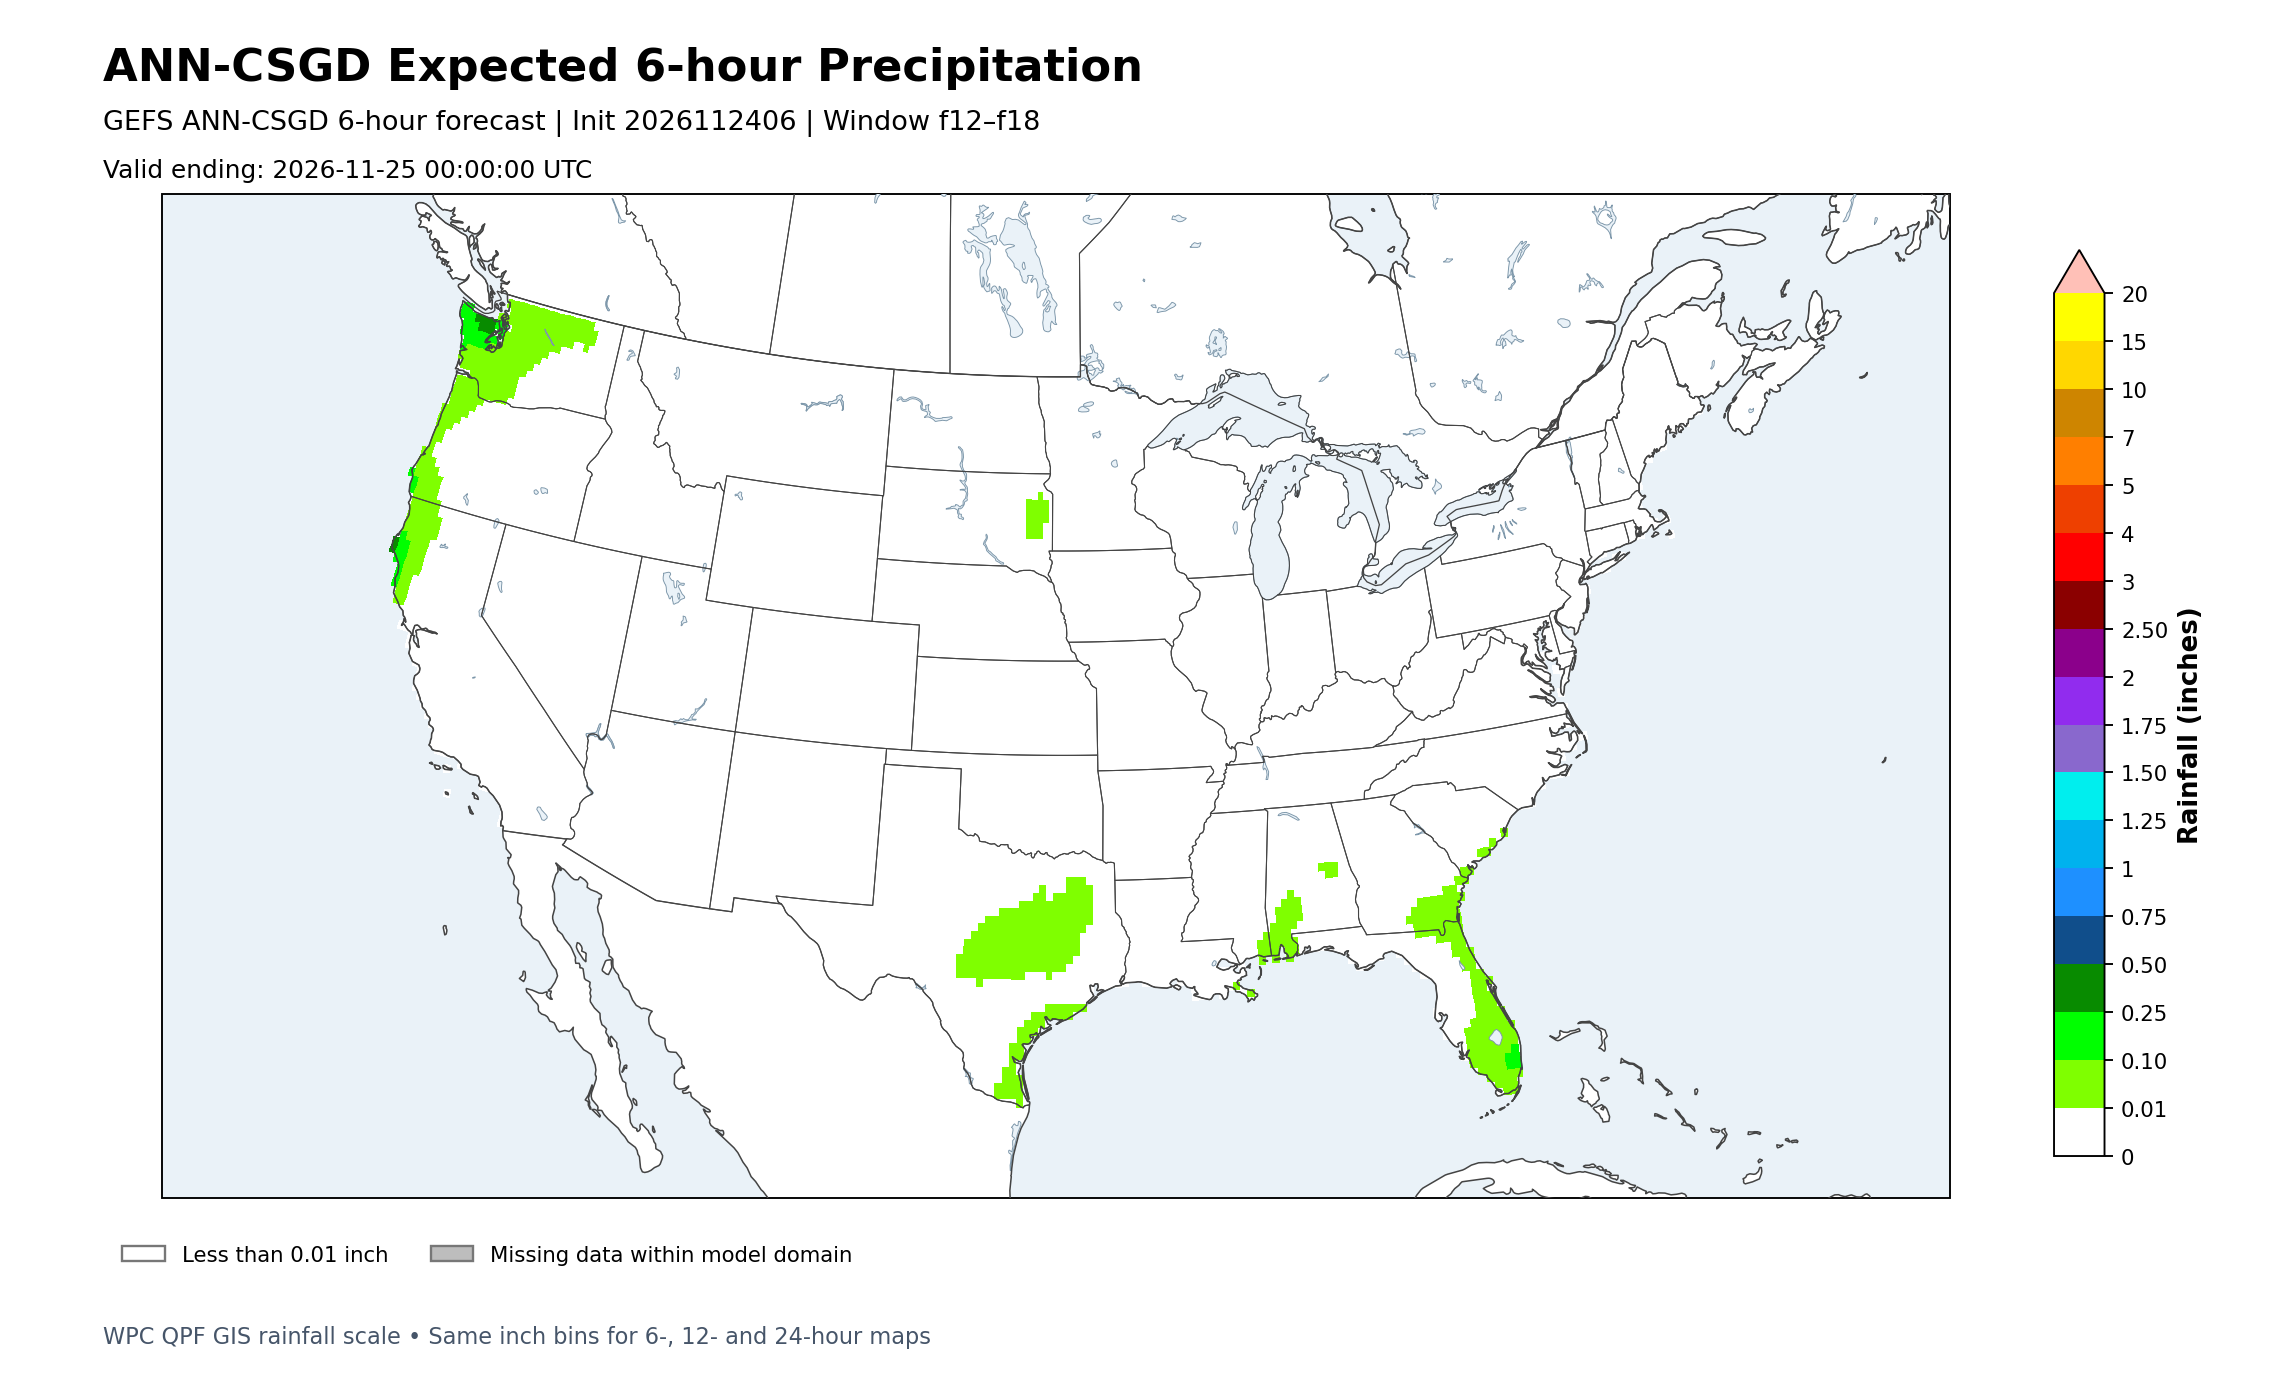 ANN-CSGD Expected 6-hour Precipitation
GEFS ANN-CSGD 6-hour forecast | Init 2026112406 | Window f12–f18
Valid ending: 2026-11-25 00:00:00 UTC
20
15
10
7
5
4
3
2.50
2
1.75
1.50
1.25
1
0.75
0.50
0.25
0.10
0.01
0
Rainfall (inches)
Less than 0.01 inch
Missing data within model domain
WPC QPF GIS rainfall scale • Same inch bins for 6-, 12- and 24-hour maps